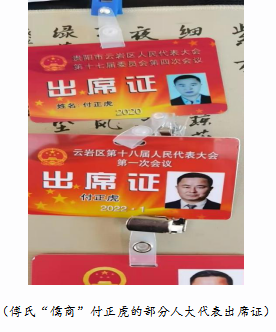 贵阳市云岩区人民代表大会
第十七届委员会第四次会议
出席证
姓名 付正虎
2020
云岩区第十八届人民代表大会
第一次会议
出席证
付正虎
2022·1
(傅氏“儒商”付正虎的部分人大代表出席证)